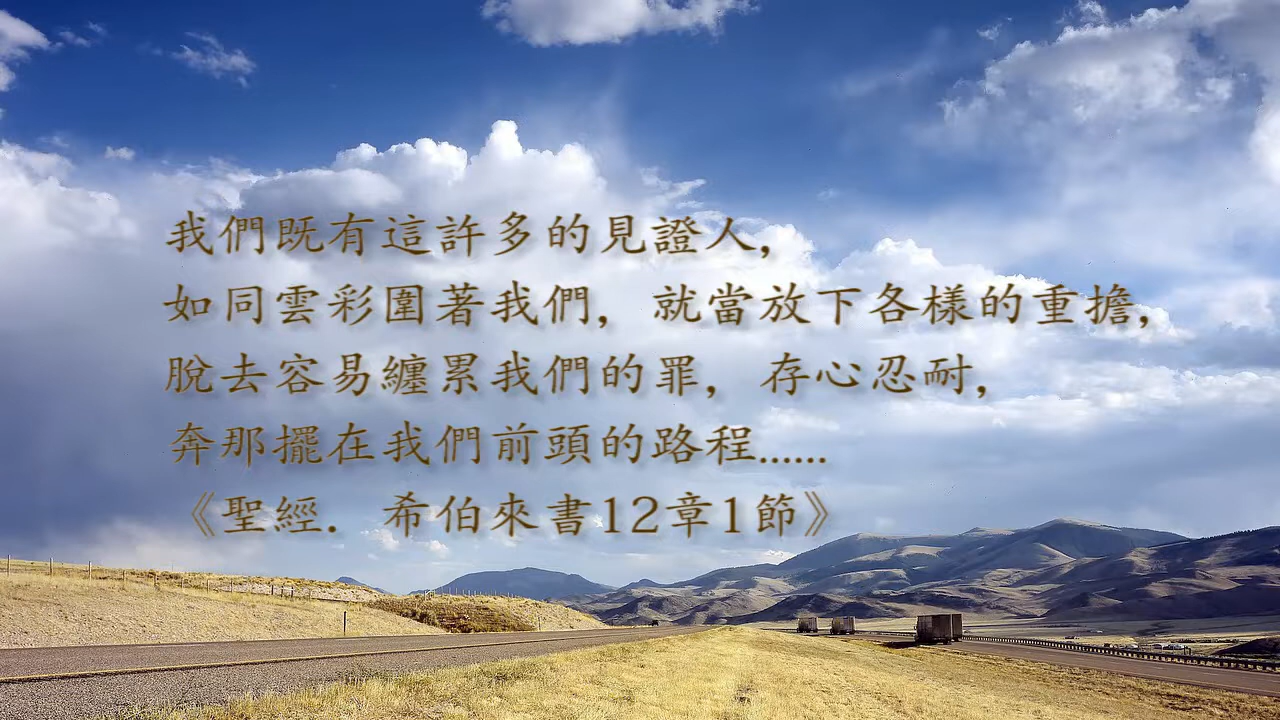 我們既有這許多的見證人,
如同雲彩圍著我們, 就當放下各樣的重擔,
脫去容易纏累我們的罪, 存心忍耐,
奔那擺在我們前頭的路程......
《聖經. 希伯來書12章1節》